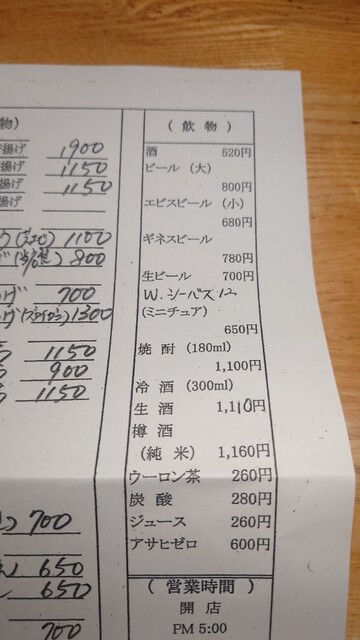 物)
揚げ 1900
揚げ 1150
揚げ 1150
揚げ
1100
800
げ 700
1300
1150
900
1150
700
650
650
700
(飲物)
酒 520円
ビール (大)
800円
エビスビール (小)
680円
ギネスビール
780円
生ビール 700円
W.シーバス12
(ミニチュア)
650円
焼酎 (180ml)
1,100円
冷酒 (300ml)
生酒 1,110円
樽酒
(純米) 1,160円
ウーロン茶 260円
炭酸 280円
ジュース 260円
アサヒゼロ 600円
(営業時間)
開店
PM 5:00